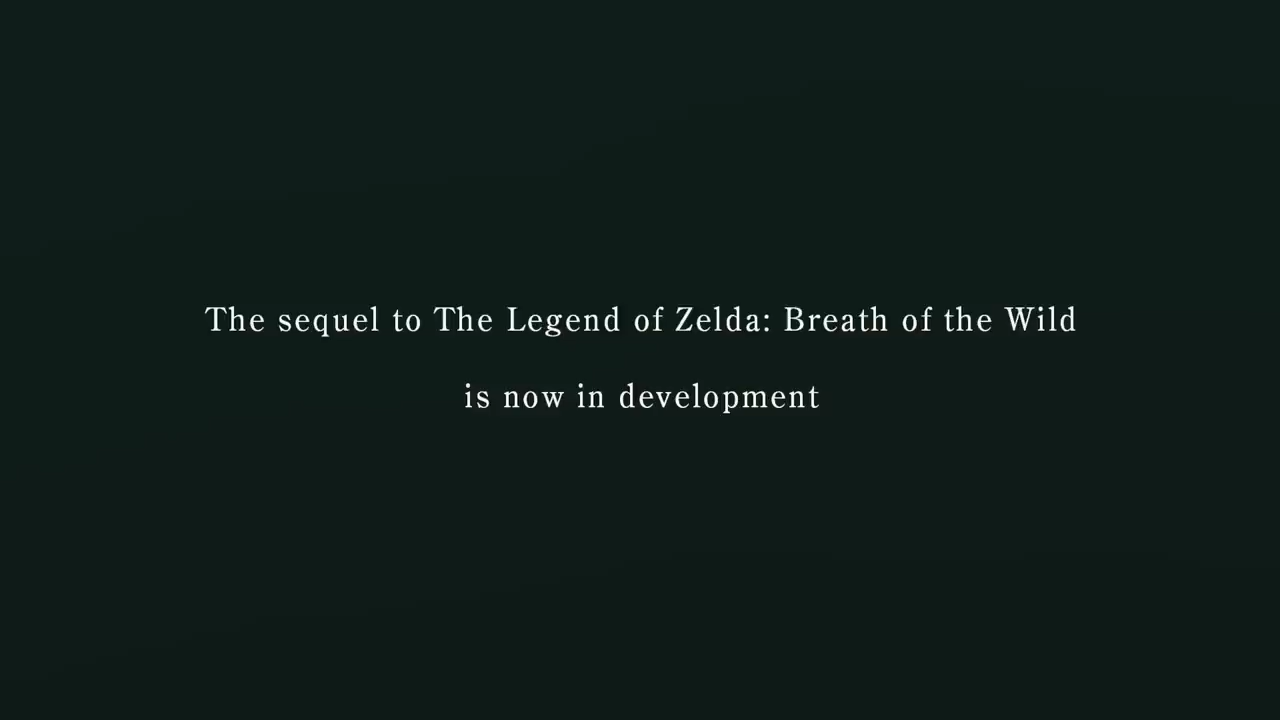 The sequel to The Legend of Zelda: Breath of the Wild
is now in development